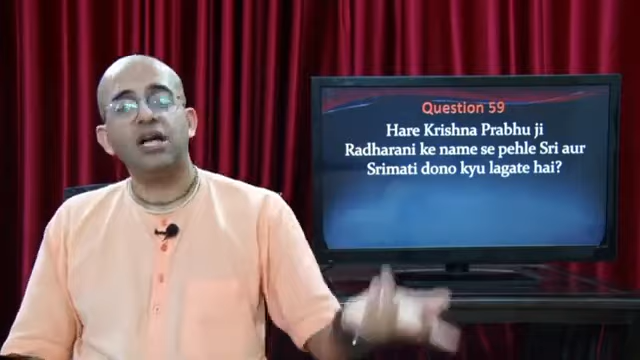 Question 59
Hare Krishna Prabhu ji
Radharani ke name se pehle Sri aur
Srimati dono kyu lagate hai?